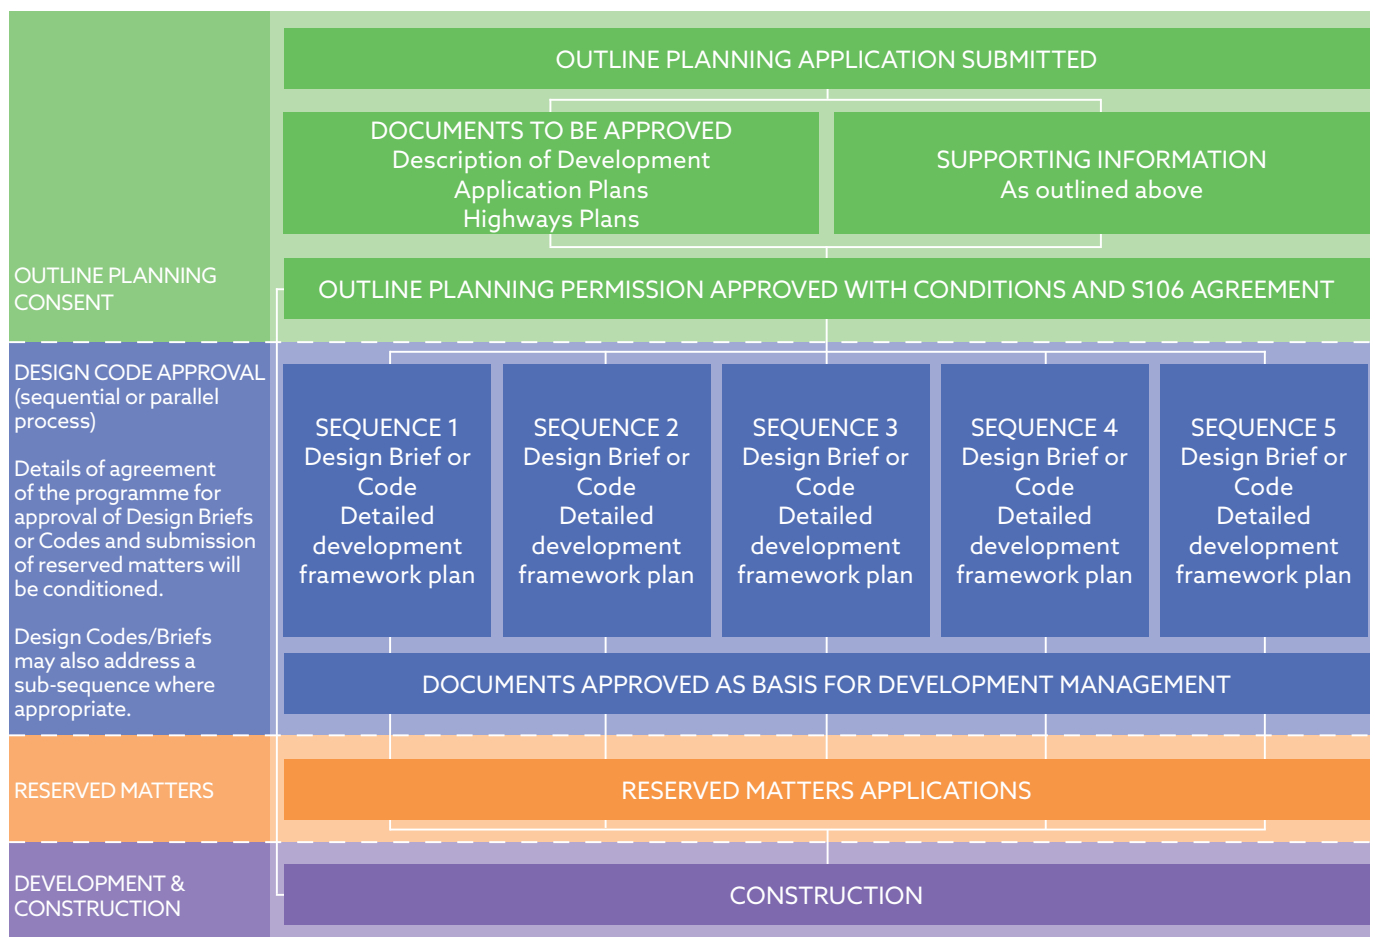 OUTLINE PLANNING APPLICATION SUBMITTED
DOCUMENTS TO BE APPROVED
Description of Development
Application Plans
Highways Plans
SUPPORTING INFORMATION
As outlined above
OUTLINE PLANNING
CONSENT
OUTLINE PLANNING PERMISSION APPROVED WITH CONDITIONS AND S106 AGREEMENT
DESIGN CODE APPROVAL
(sequential or parallel
process)
Details of agreement
of the programme for
approval of Design Briefs
or Codes and submission
of reserved matters will
be conditioned.
Design Codes/Briefs
may also address a
sub-sequence where
appropriate.
SEQUENCE 1
Design Brief or
Code
Detailed
development
framework plan
SEQUENCE 2
Design Brief or
Code
Detailed
development
framework plan
SEQUENCE 3
Design Brief or
Code
Detailed
development
framework plan
SEQUENCE 4
Design Brief or
Code
Detailed
development
framework plan
SEQUENCE 5
Design Brief or
Code
Detailed
development
framework plan
DOCUMENTS APPROVED AS BASIS FOR DEVELOPMENT MANAGEMENT
RESERVED MATTERS
RESERVED MATTERS APPLICATIONS
DEVELOPMENT &
CONSTRUCTION
CONSTRUCTION